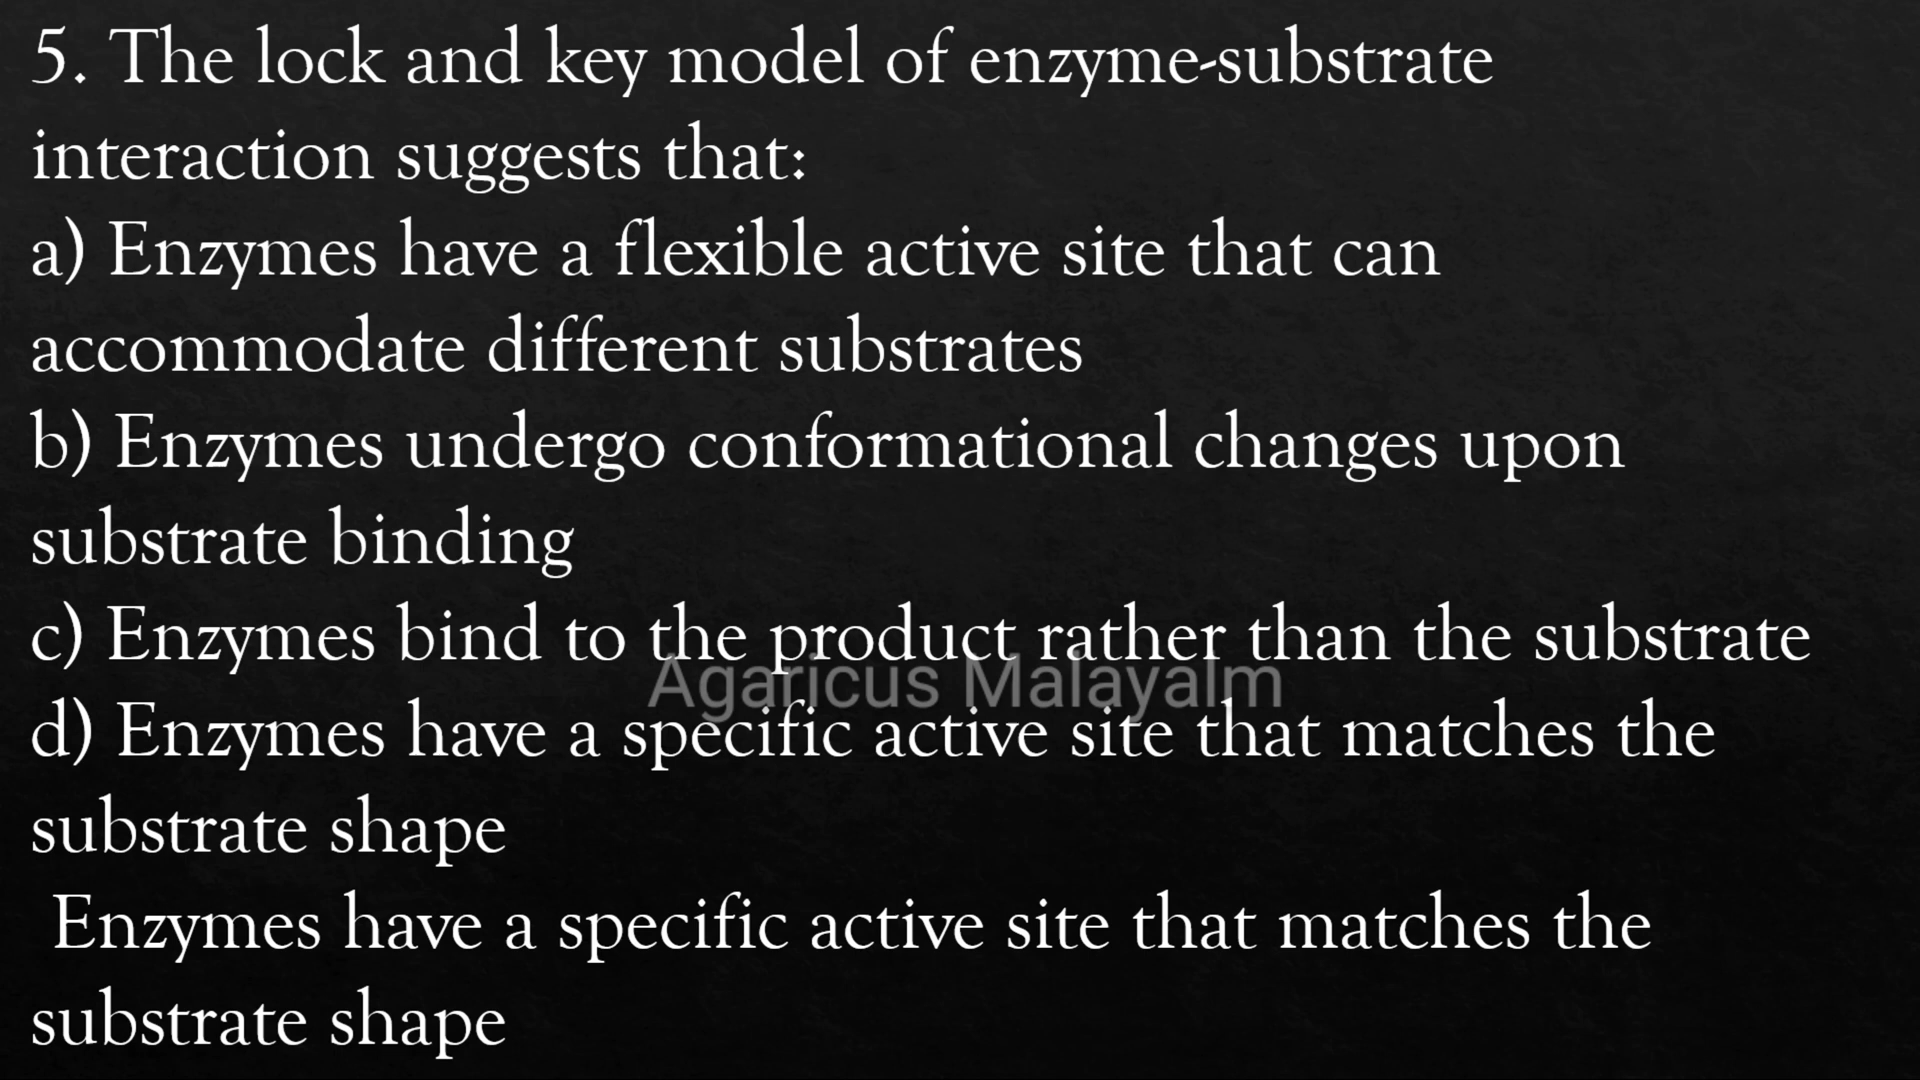 5. The lock and key model of enzyme-substrate
interaction suggests that:
a) Enzymes have a flexible active site that can
accommodate different substrates
b) Enzymes undergo conformational changes upon
substrate binding
c) Enzymes bind to the product rather than the substrate
Agaricus Malayalm
d) Enzymes have a specific active site that matches the
substrate shape
Enzymes have a specific active site that matches the
substrate shape